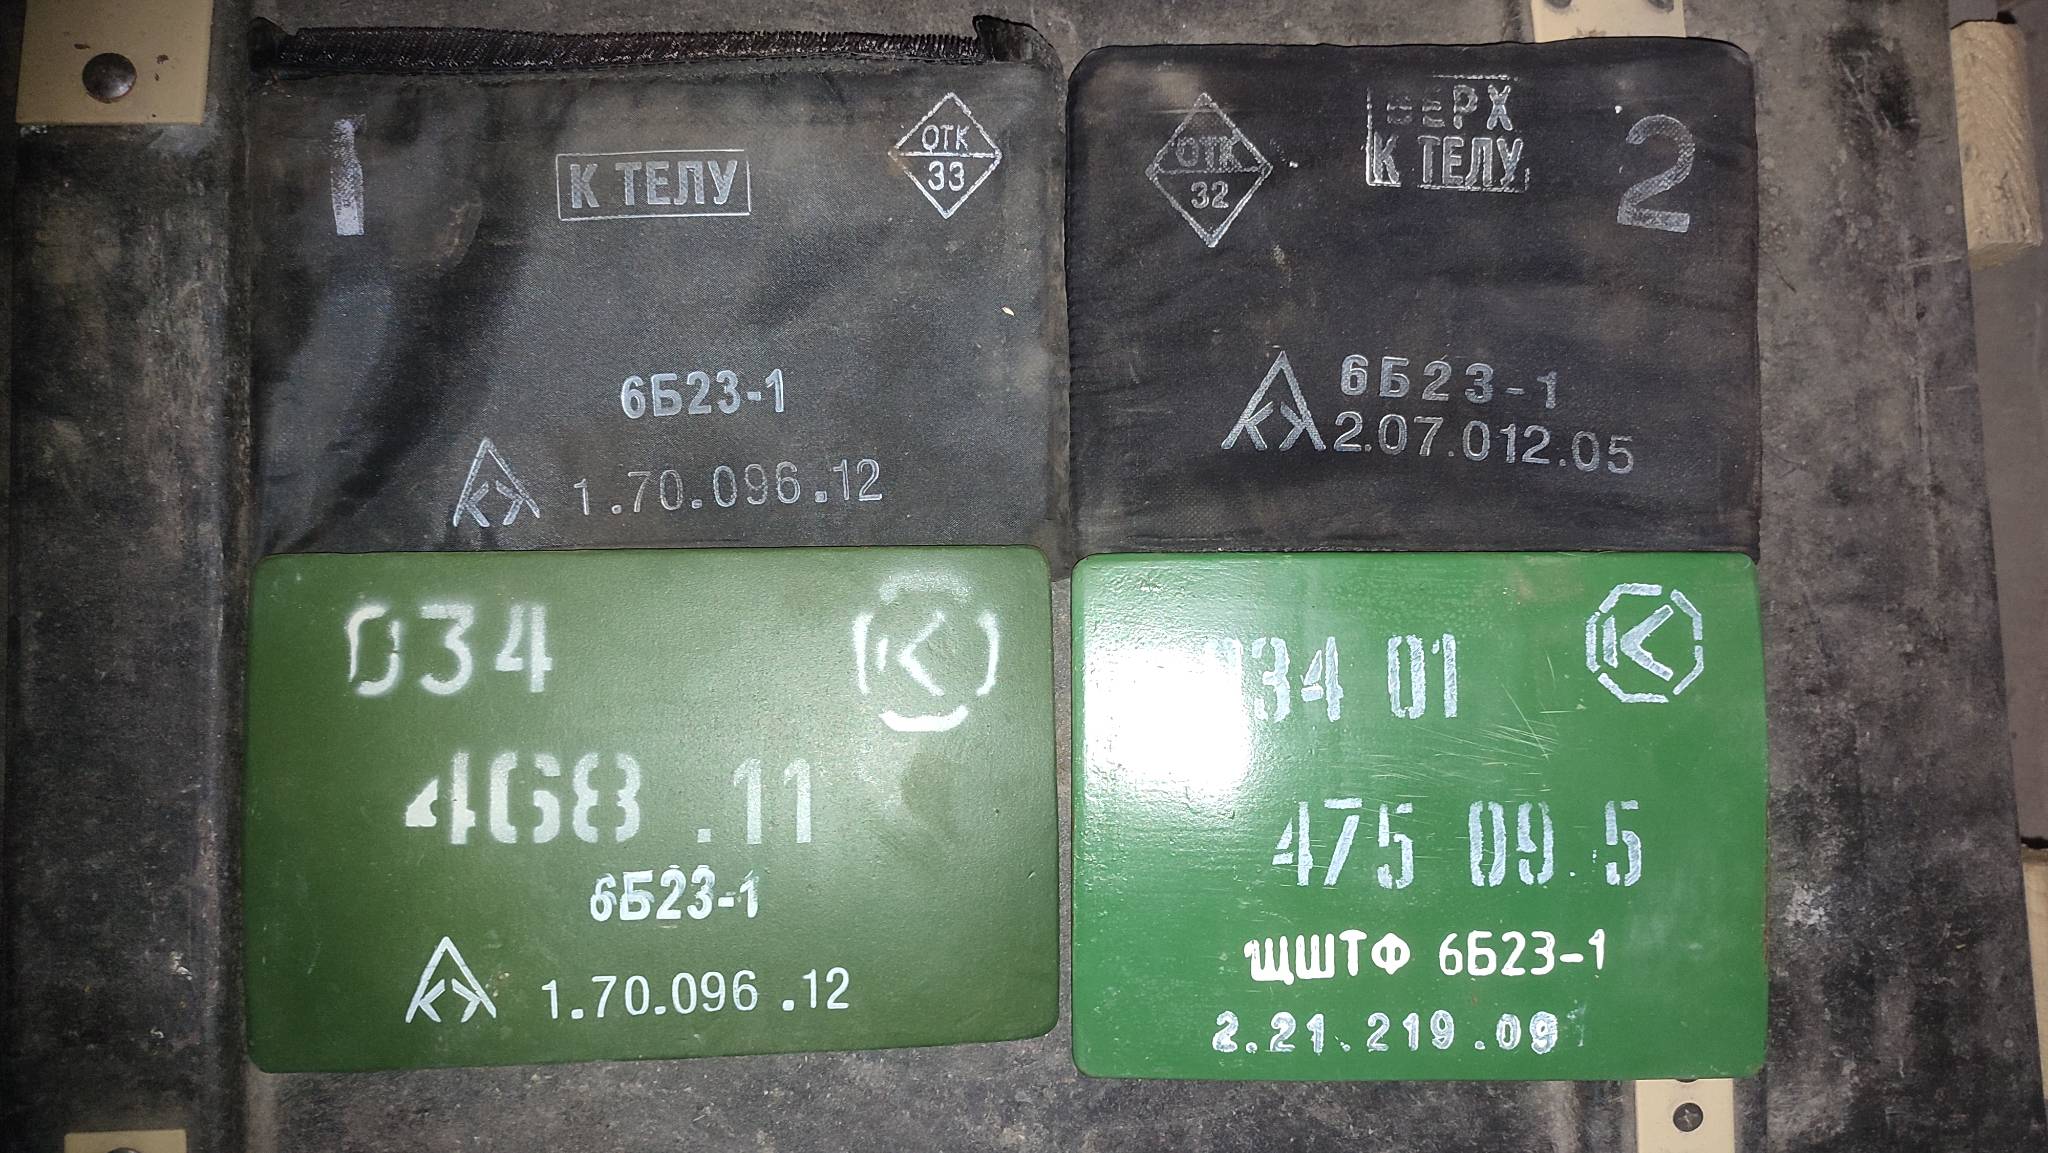 1
К ТЕЛУ
ОТК
33
6Б23-1
1.70.096.12
ОТК
32
ВЕРХ
К ТЕЛУ
2
6Б23-1
2.07.012.05
034
К
468 .11
6Б23-1
1.70.096 .12
034 01
К
475 09.5
ЩШТФ 6Б23-1
2.21.219.09